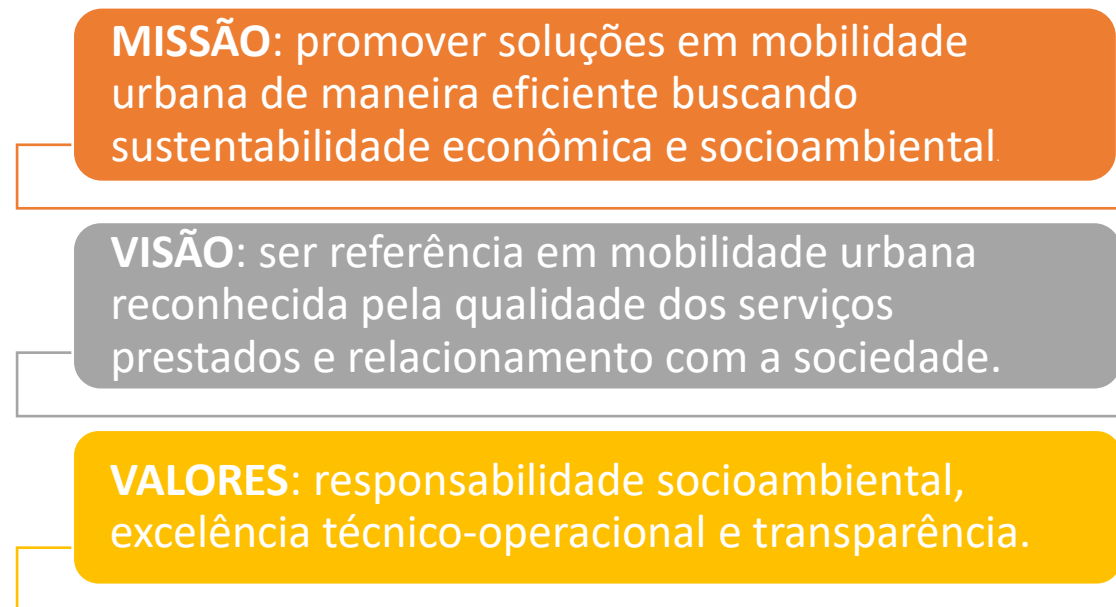 MISSÃO: promover soluções em mobilidade
urbana de maneira eficiente buscando
sustentabilidade econômica e socioambiental.
VISÃO: ser referência em mobilidade urbana
reconhecida pela qualidade dos serviços
prestados e relacionamento com a sociedade.
VALORES: responsabilidade socioambiental,
excelência técnico-operacional e transparência.